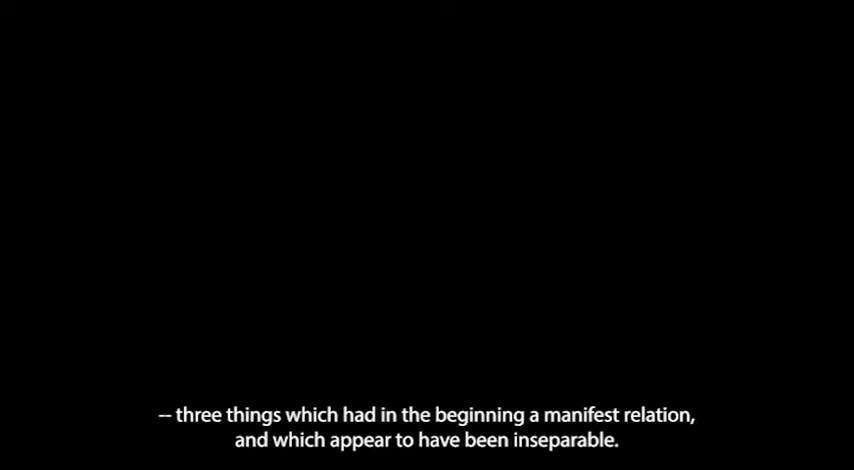 -- three things which had in the beginning a manifest relation,
and which appear to have been inseparable.